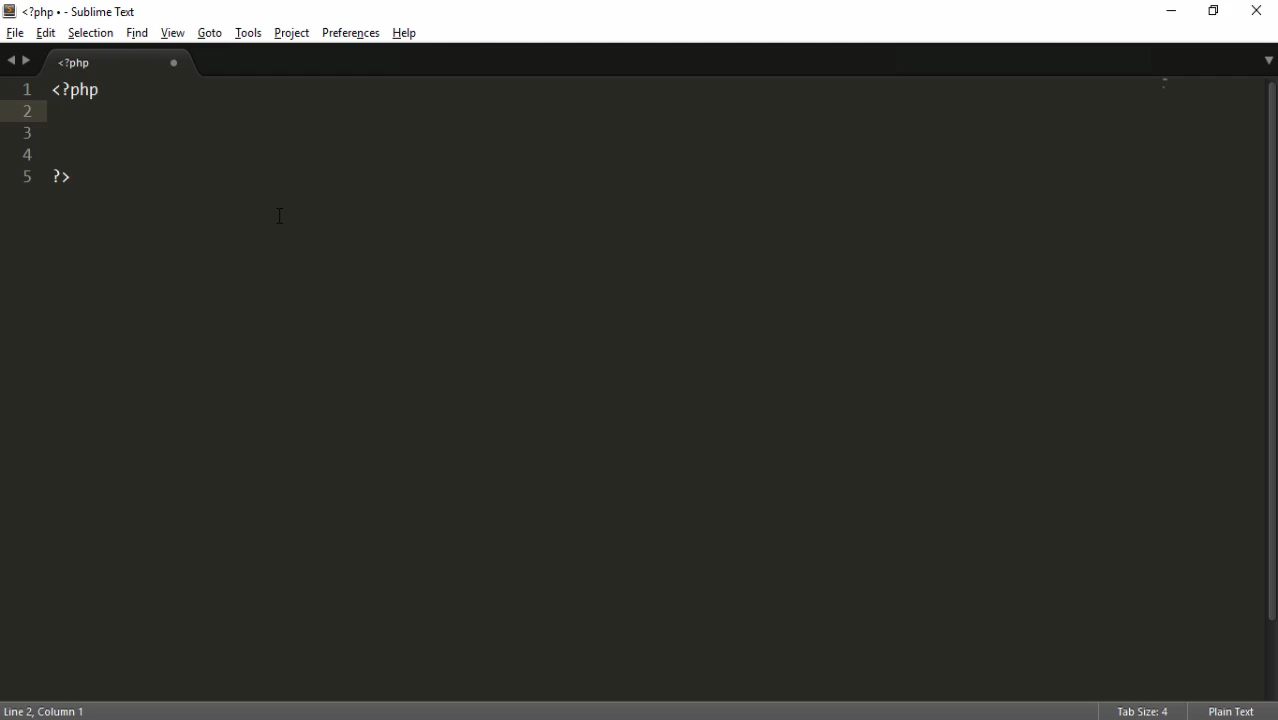 <?php • - Sublime Text
File Edit Selection Find View Goto Tools Project Preferences Help
<?php
1 <?php
2
3
4
5 ?>
Line 2, Column 1 Tab Size: 4 Plain Text